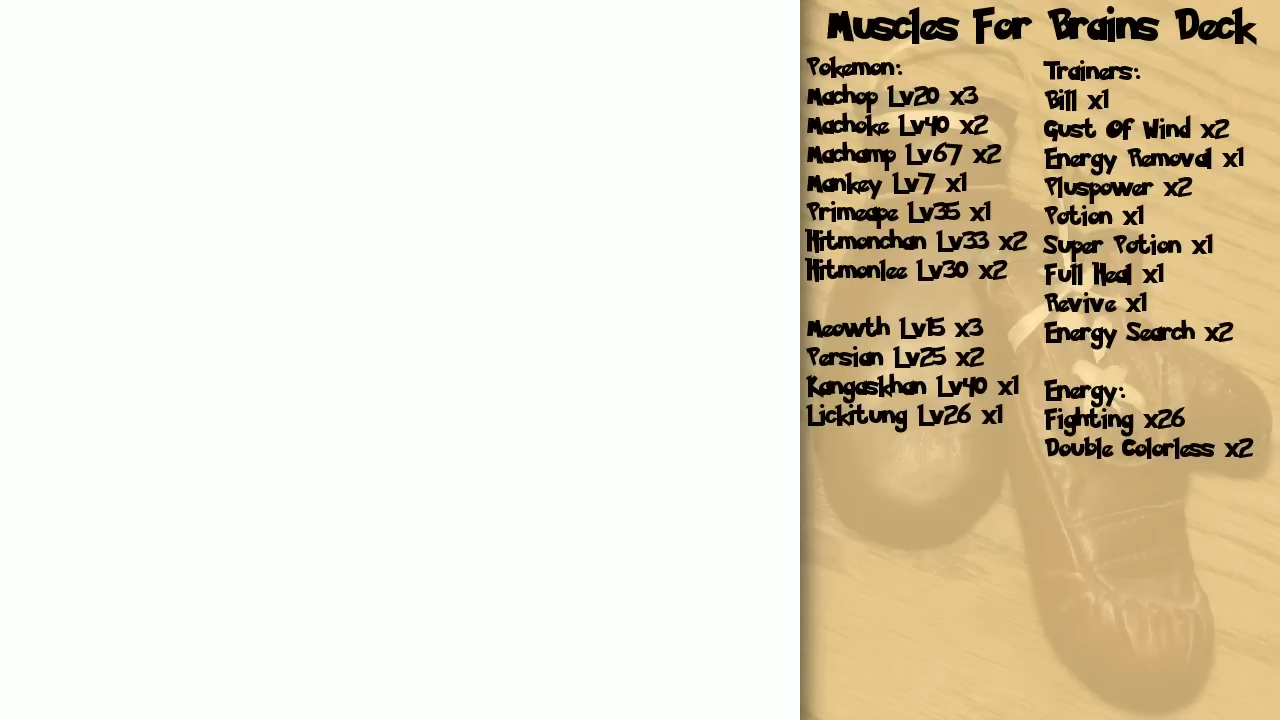 Muscles For Brains Deck
Pokemon:
Machop Lv20 x3
Machoke Lv40 x2
Machamp Lv67 x2
Mankey Lv7 x1
Primeape Lv35 x1
Hitmonchan Lv33 x2
Hitmonlee Lv30 x2
Meowth Lv15 x3
Persian Lv25 x2
Kangaskhan Lv40 x1
Lickitung Lv26 x1
Trainers:
Bill x1
Gust Of Wind x2
Energy Removal x1
Pluspower x2
Potion x1
Super Potion x1
Full Heal x1
Revive x1
Energy Search x2
Energy:
Fighting x26
Double Colorless x2